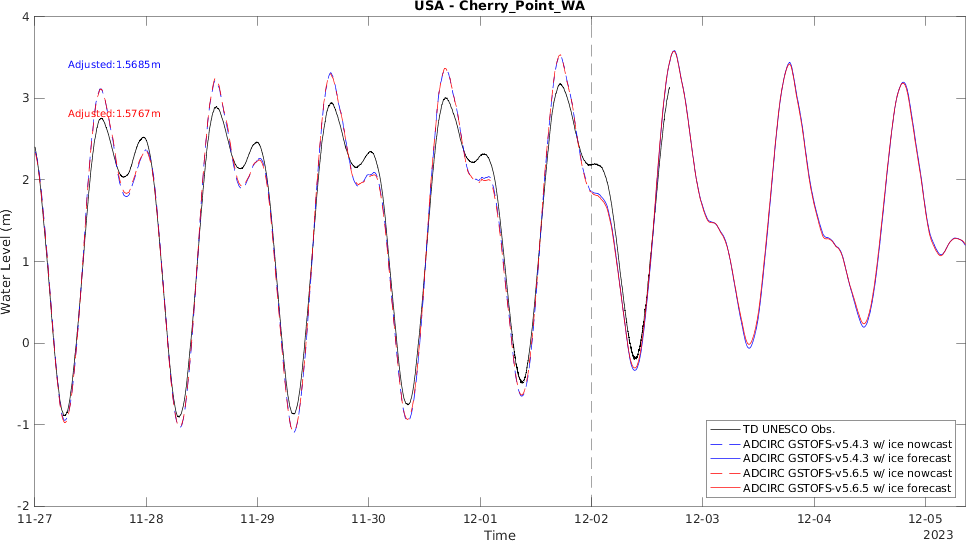 USA - Cherry_Point_WA
4
3
2
1
0
-1
-2
Water Level (m)
Adjusted:1.5685m
Adjusted:1.5767m
TD UNESCO Obs.
ADCIRC GSTOFS-v5.4.3 w/ ice nowcast
ADCIRC GSTOFS-v5.4.3 w/ ice forecast
ADCIRC GSTOFS-v5.6.5 w/ ice nowcast
ADCIRC GSTOFS-v5.6.5 w/ ice forecast
11-27 11-28 11-29 11-30 12-01 12-02 12-03 12-04 12-05
Time
2023